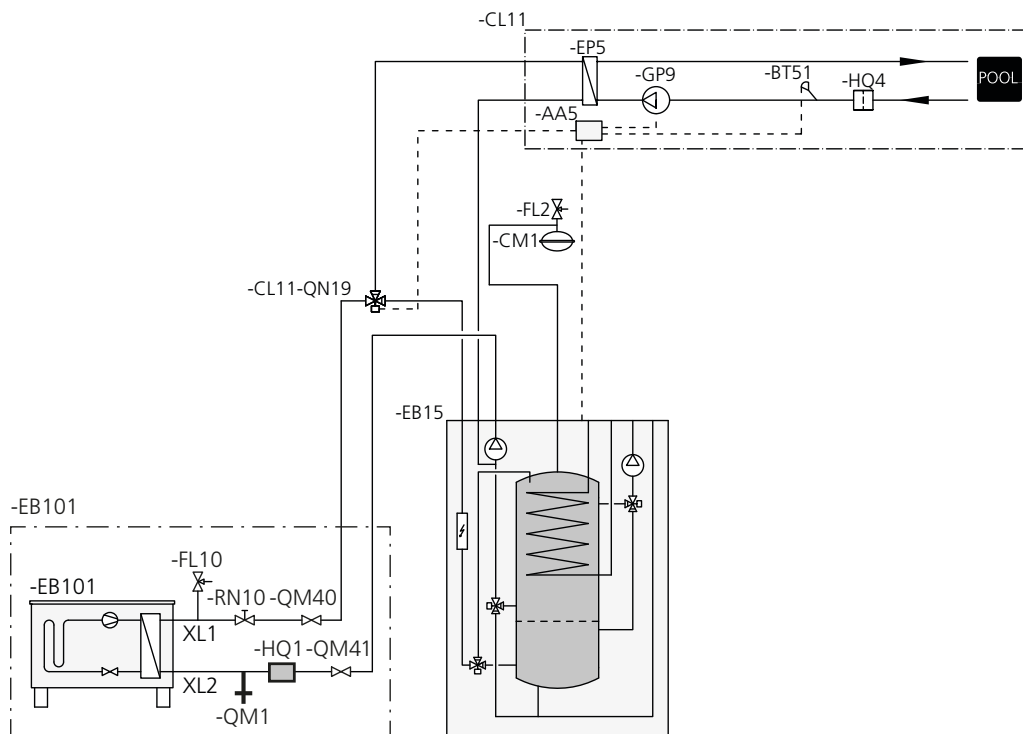 -CL11
-EP5
-GP9
-BT51
-HQ4
POOL
-AA5
-FL2
-CM1
-CL11-QN19
-EB15
-EB101
-FL10
-EB101
-RN10
-QM40
XL1
-HQ1
-QM41
XL2
-QM1